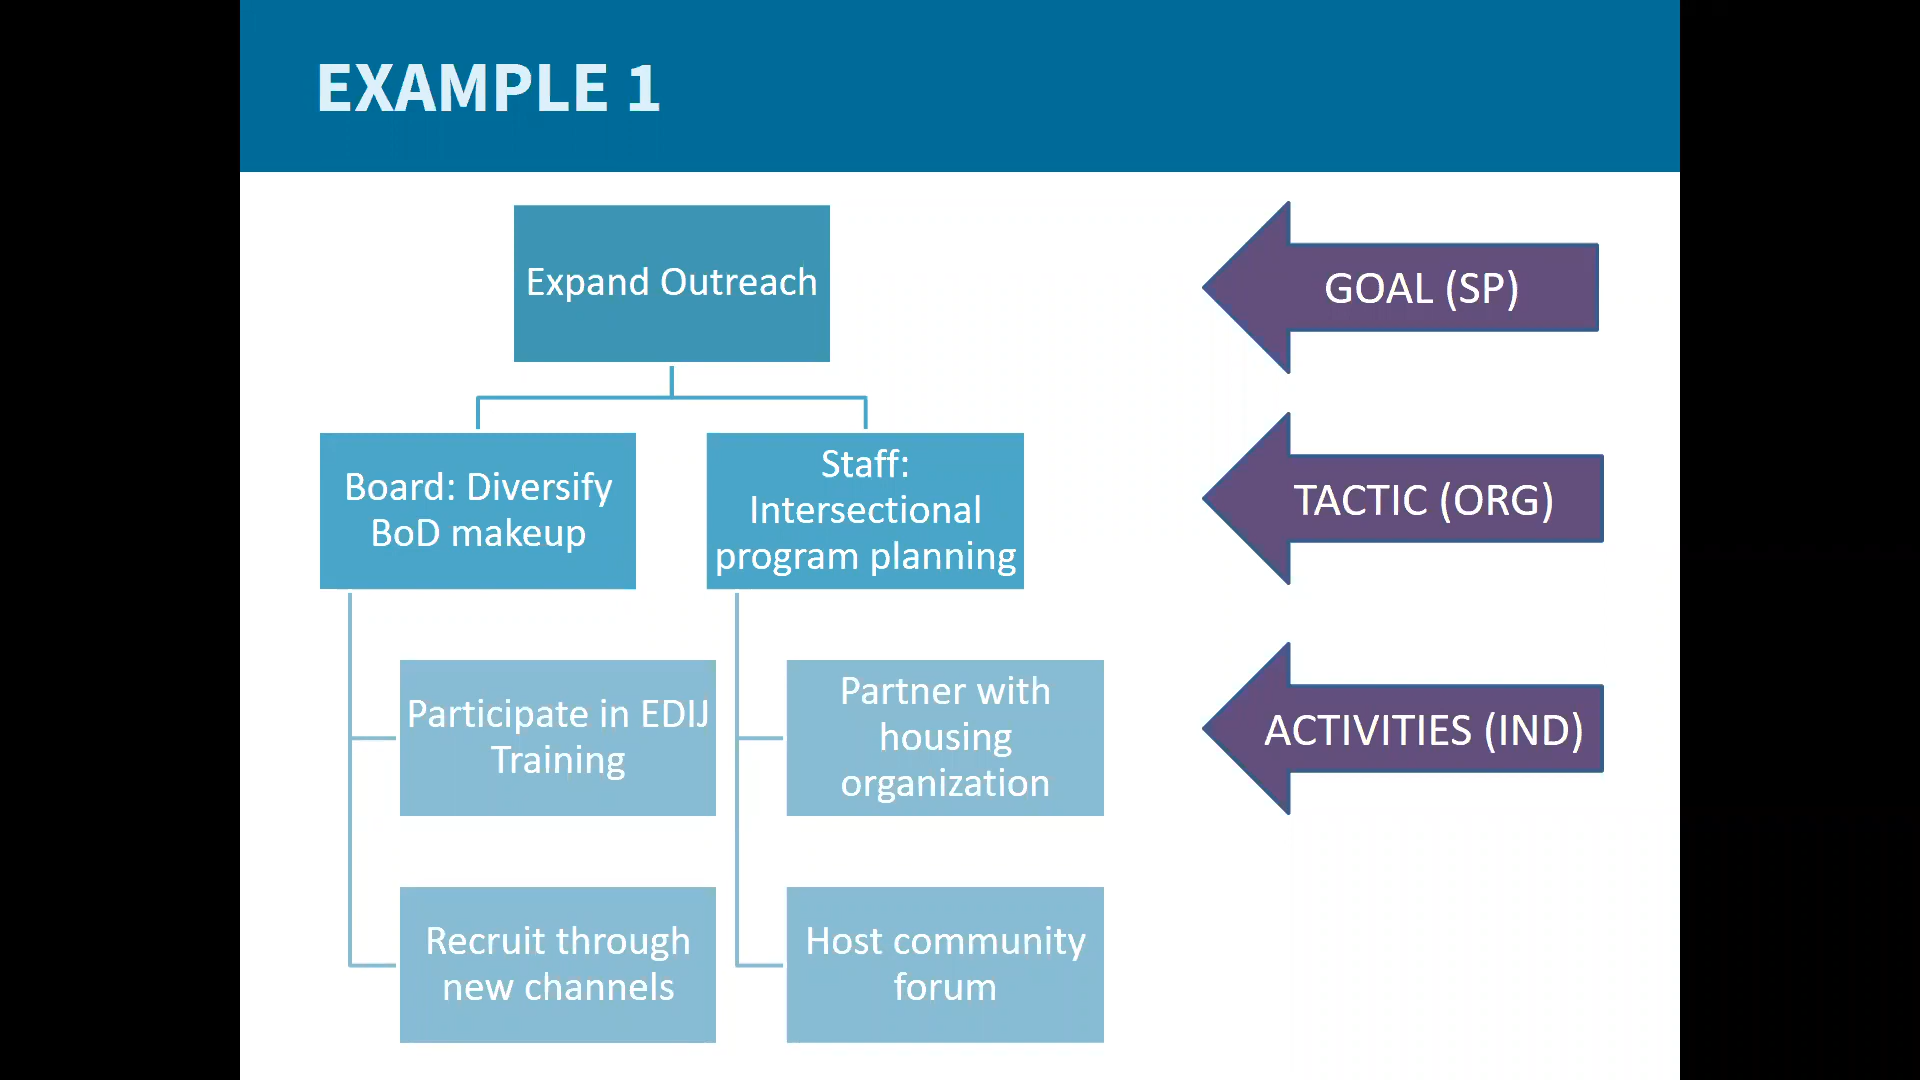 EXAMPLE 1
Expand Outreach
GOAL (SP)
Board: Diversify
BoD makeup
Staff:
Intersectional
program planning
TACTIC (ORG)
Participate in EDIJ
Training
Partner with
housing
organization
ACTIVITIES (IND)
Recruit through
new channels
Host community
forum